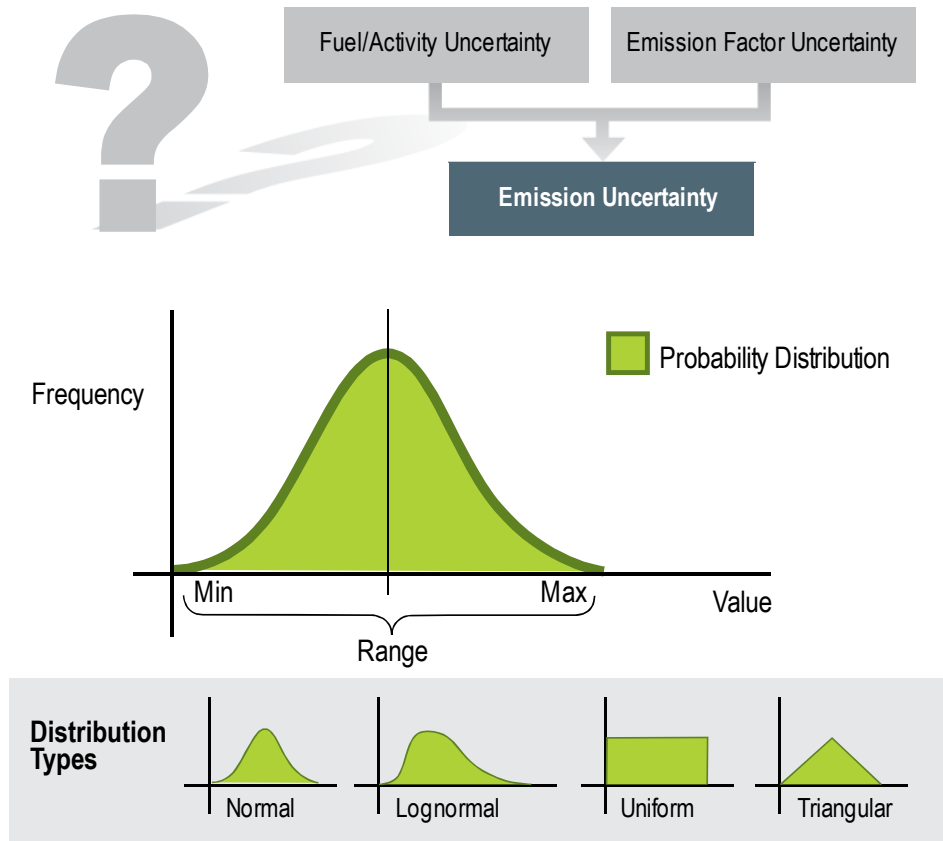 ?
Fuel/Activity Uncertainty
Emission Factor Uncertainty
Emission Uncertainty
Probability Distribution
Frequency
Min
Max
Value
Range
Distribution
Types
Normal
Lognormal
Uniform
Triangular